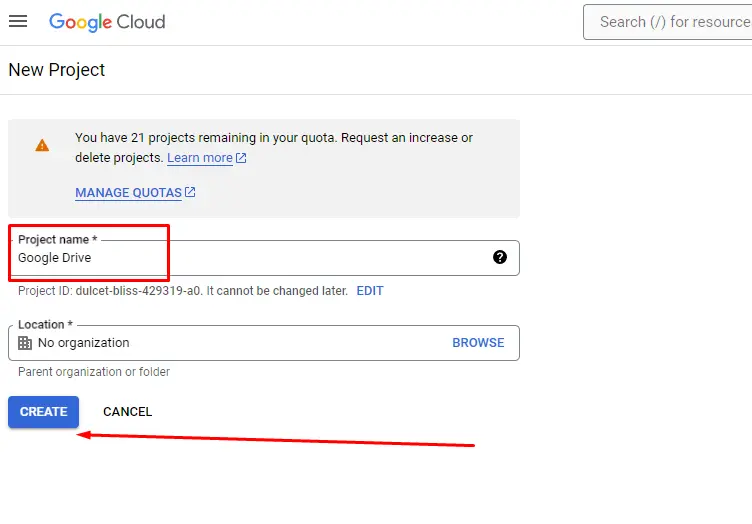 Google Cloud
Search (/) for resource
New Project
You have 21 projects remaining in your quota. Request an increase or
delete projects. Learn more
MANAGE QUOTAS
Project name *
Google Drive
Project ID: dulcet-bliss-429319-a0. It cannot be changed later. EDIT
Location *
No organization BROWSE
Parent organization or folder
CREATE CANCEL